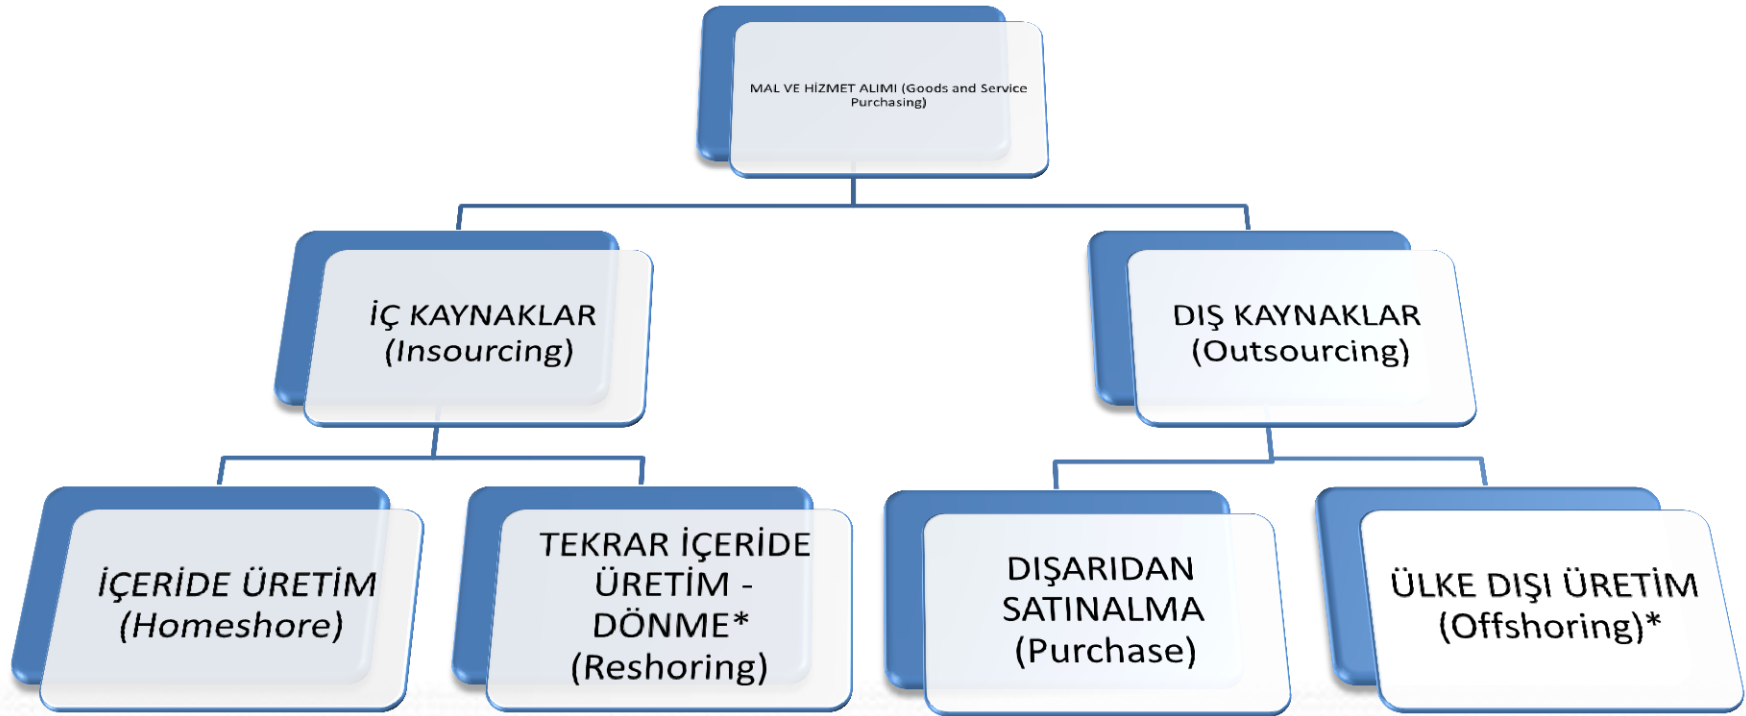 MAL VE HİZMET ALIMI (Goods and Service
Purchasing)
İÇ KAYNAKLAR
(Insourcing)
DIŞ KAYNAKLAR
(Outsourcing)
İÇERİDE ÜRETİM
(Homeshore)
TEKRAR İÇERİDE
ÜRETİM -
DÖNME*
(Reshoring)
DIŞARIDAN
SATINALMA
(Purchase)
ÜLKE DIŞI ÜRETİM
(Offshoring)*